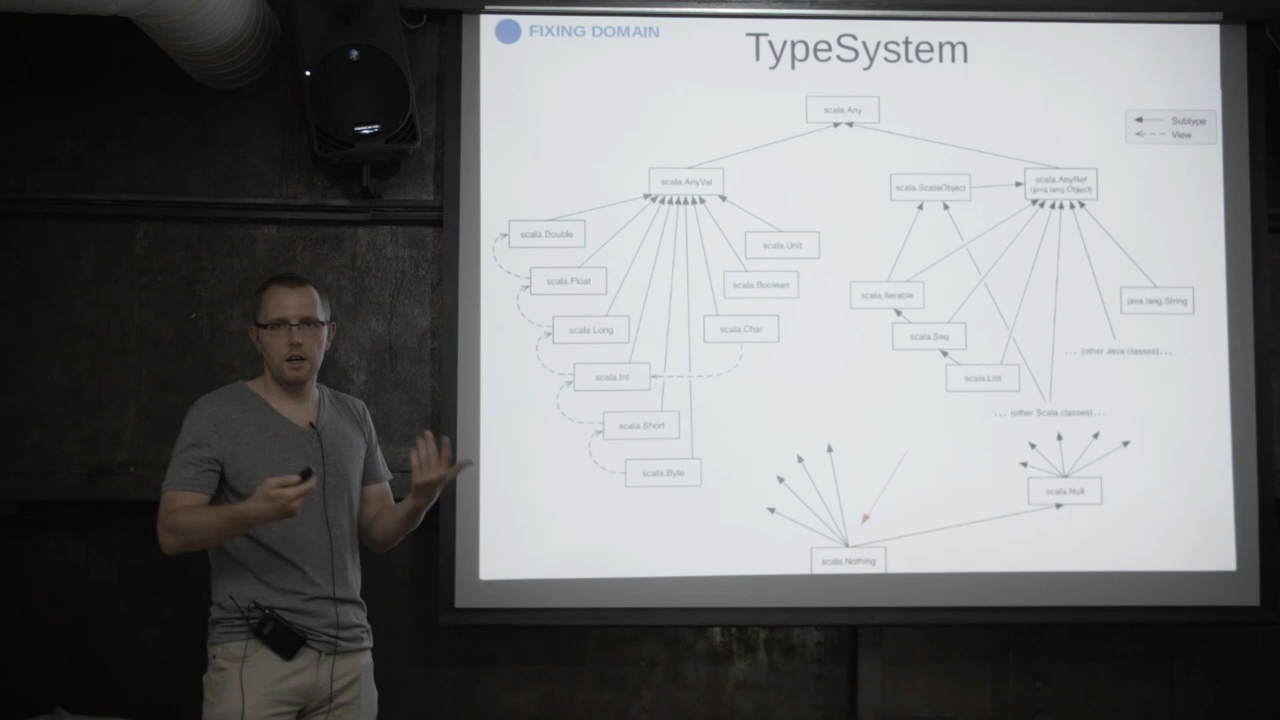 FIXING DOMAIN
TypeSystem
scala.Any
Subtype
View
scala.AnyVal
scala.ScalaObject
scala.AnyRef
(java.lang.Object)
scala.Double
scala.Unit
scala.Float
scala.Boolean
scala.Iterable
java.lang.String
scala.Long
scala.Char
scala.Seq
... (other Java classes)...
scala.Int
scala.List
... (other Scala classes)...
scala.Short
scala.Byte
scala.Null
scala.Nothing